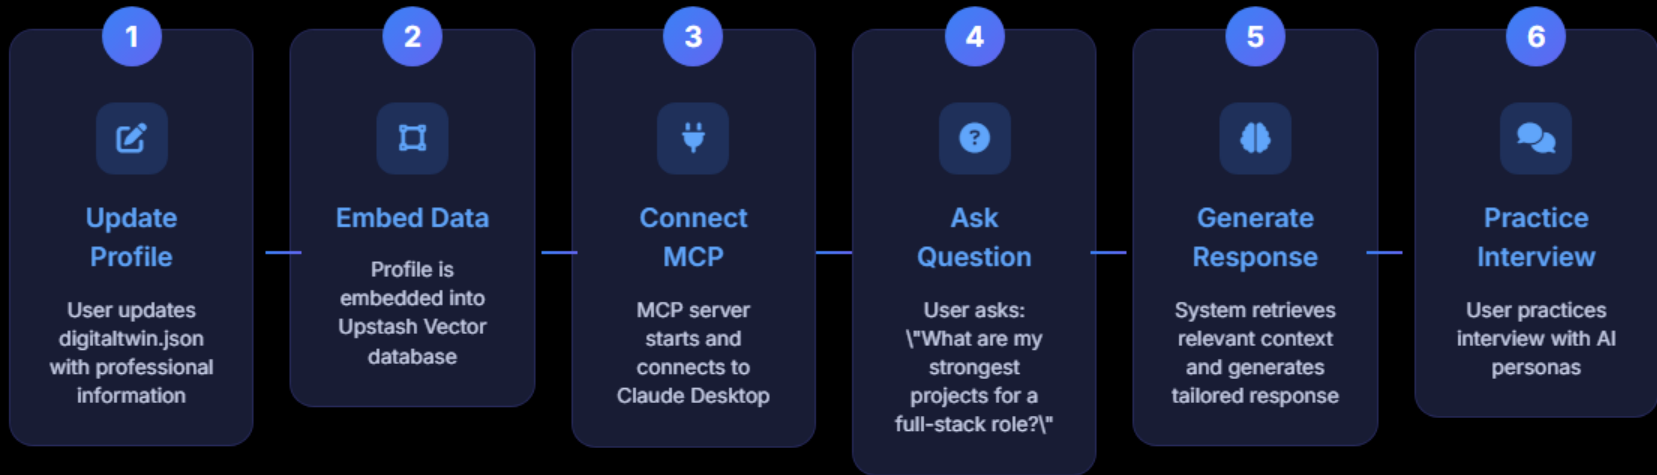 1
Update
Profile
User updates
digitaltwin.json
with professional
information
2
Embed Data
Profile is
embedded into
Upstash Vector
database
3
Connect
MCP
MCP server
starts and
connects to
Claude Desktop
4
Ask
Question
User asks:
\"What are my
strongest
projects for a
full-stack role?\"
5
Generate
Response
System retrieves
relevant context
and generates
tailored response
6
Practice
Interview
User practices
interview with AI
personas